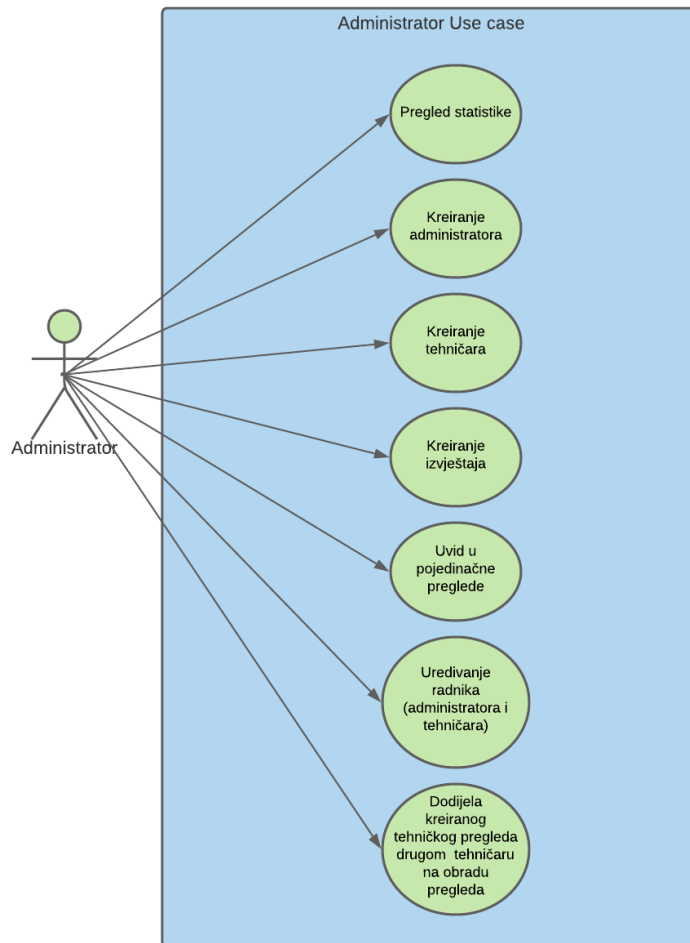 Administrator Use case
Pregled statistike
Kreiranje
administratora
Kreiranje
tehničara
Administrator
Kreiranje
izvještaja
Uvid u
pojedinačne
preglede
Uređivanje
radnika
(administratora i
tehničara)
Dodijela
kreiranog
tehničkog pregleda
drugom tehničaru
na obradu
pregleda